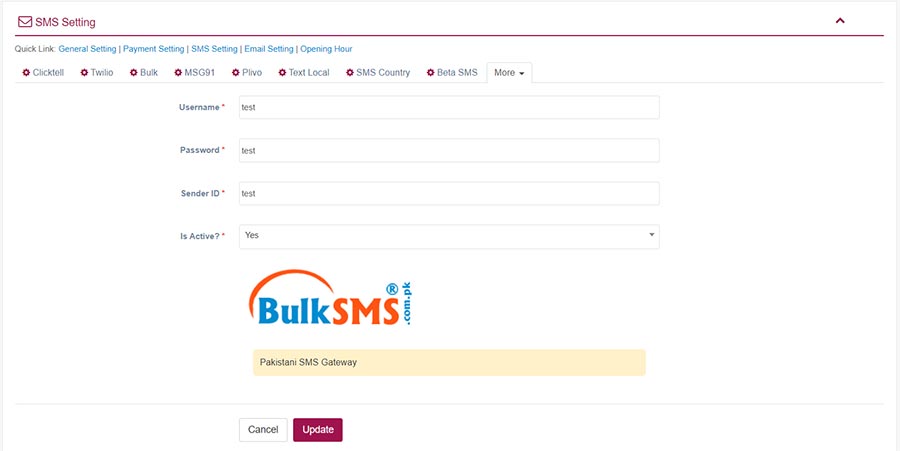 SMS Setting
Quick Link: General Setting | Payment Setting | SMS Setting | Email Setting | Opening Hour
Clicktell Twilio Bulk MSG91 Plivo Text Local SMS Country Beta SMS More
Username * test
Password * test
Sender ID * test
Is Active? * Yes
BulkSMS® .com.pk
Pakistani SMS Gateway
Cancel Update